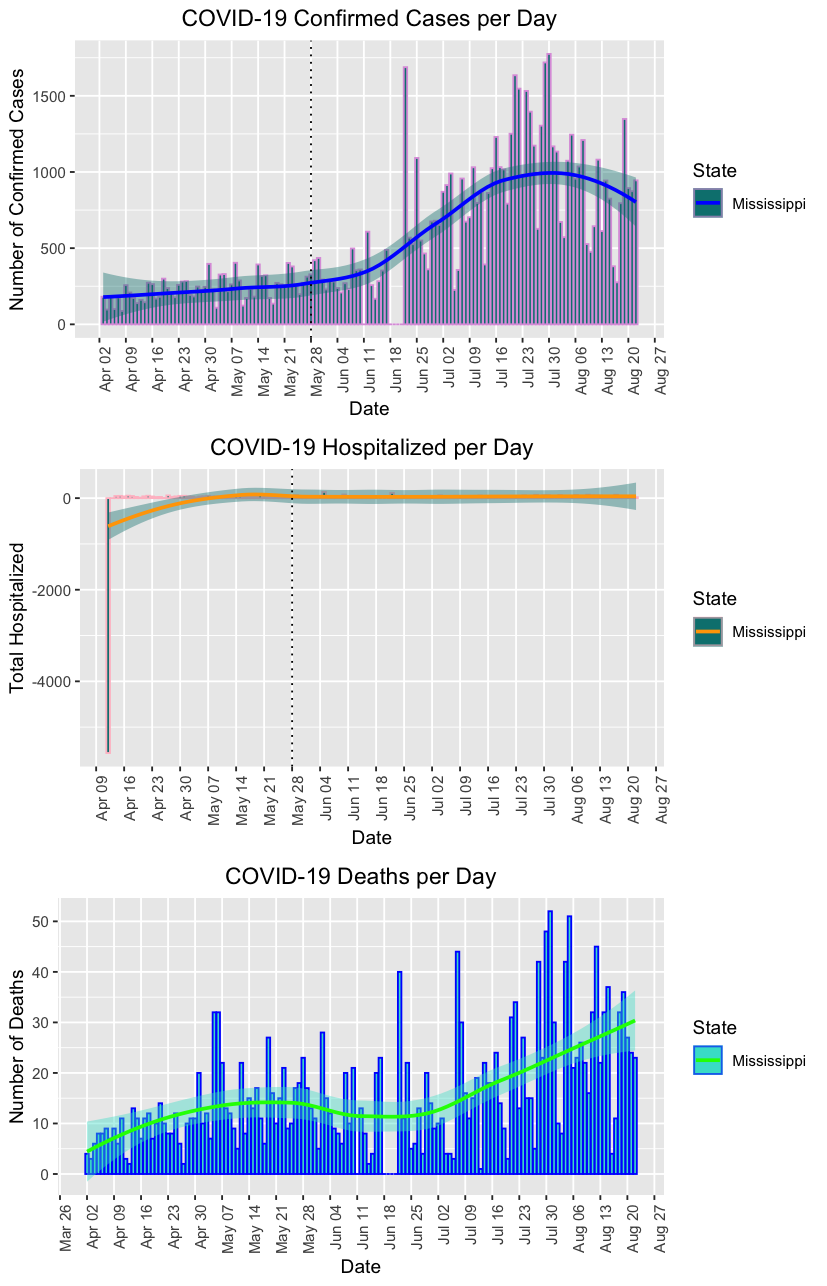 COVID-19 Confirmed Cases per Day
Number of Confirmed Cases
1500
1000
500
0
Apr 02
Apr 09
Apr 16
Apr 23
Apr 30
May 07
May 14
May 21
May 28
Jun 04
Jun 11
Jun 18
Jun 25
Jul 02
Jul 09
Jul 16
Jul 23
Jul 30
Aug 06
Aug 13
Aug 20
Aug 27
Date
State
Mississippi
COVID-19 Hospitalized per Day
Total Hospitalized
0
-2000
-4000
Apr 09
Apr 16
Apr 23
Apr 30
May 07
May 14
May 21
May 28
Jun 04
Jun 11
Jun 18
Jun 25
Jul 02
Jul 09
Jul 16
Jul 23
Jul 30
Aug 06
Aug 13
Aug 20
Aug 27
Date
State
Mississippi
COVID-19 Deaths per Day
Number of Deaths
50
40
30
20
10
0
Mar 26
Apr 02
Apr 09
Apr 16
Apr 23
Apr 30
May 07
May 14
May 21
May 28
Jun 04
Jun 11
Jun 18
Jun 25
Jul 02
Jul 09
Jul 16
Jul 23
Jul 30
Aug 06
Aug 13
Aug 20
Aug 27
Date
State
Mississippi